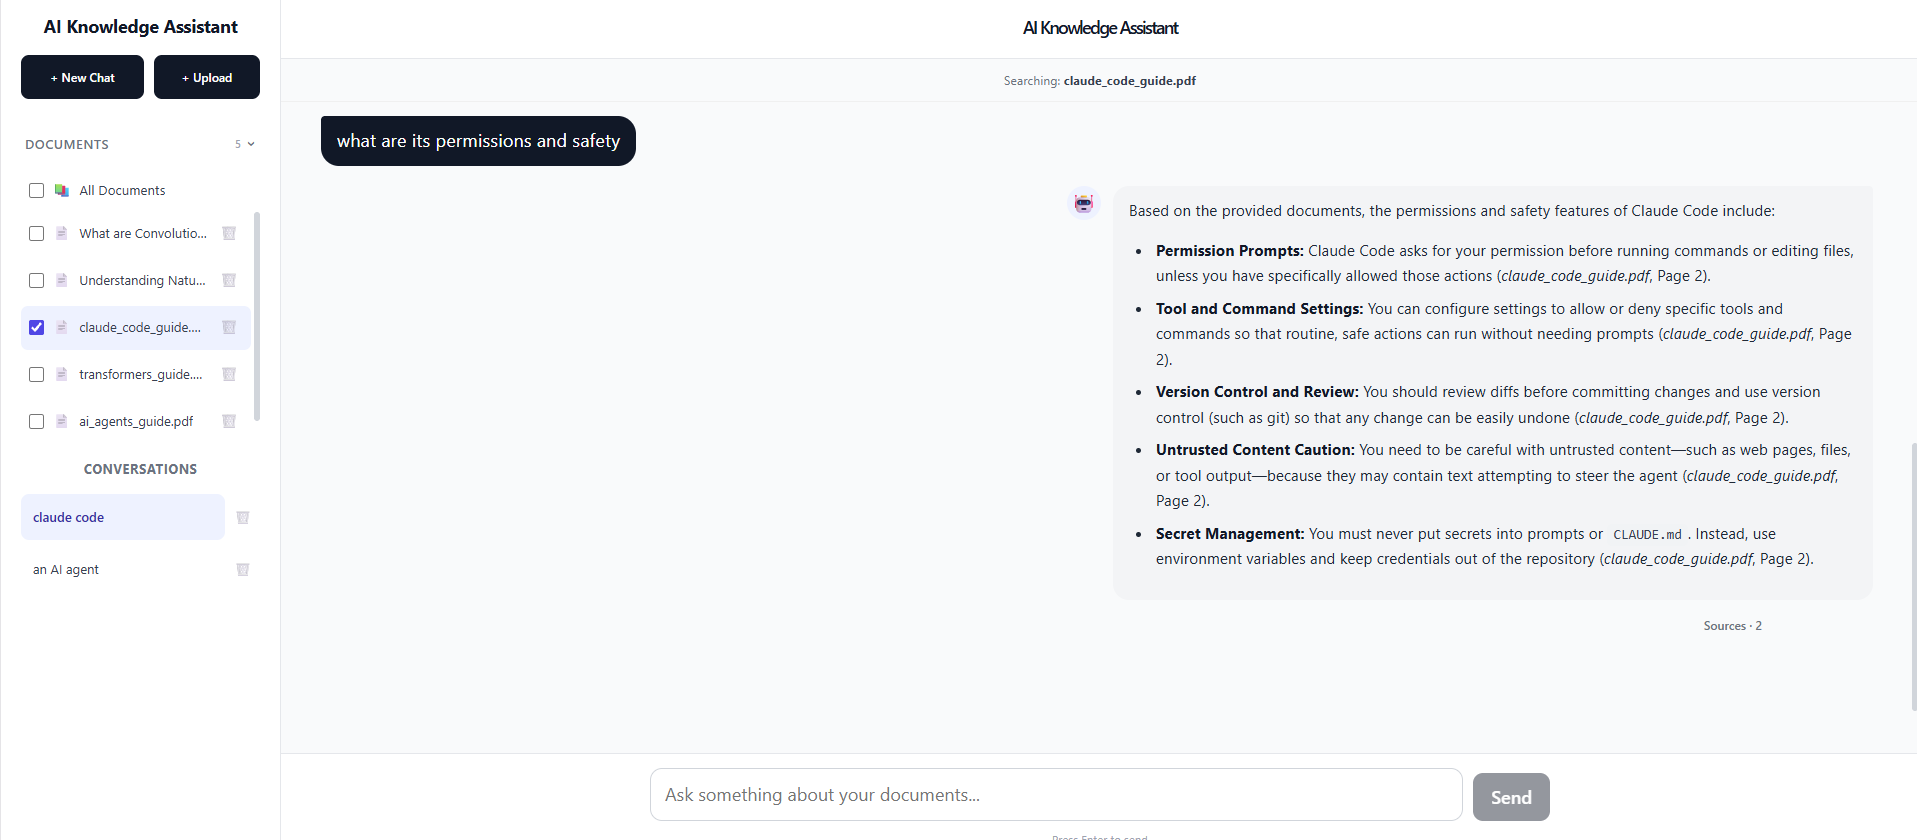 AI Knowledge Assistant
+ New Chat
+ Upload
DOCUMENTS
5
All Documents
What are Convolutio...
Understanding Natu...
claude_code_guide....
transformers_guide....
ai_agents_guide.pdf
CONVERSATIONS
claude code
an AI agent
AI Knowledge Assistant
Searching: claude_code_guide.pdf
what are its permissions and safety
Based on the provided documents, the permissions and safety features of Claude Code include:
• Permission Prompts: Claude Code asks for your permission before running commands or editing files,
unless you have specifically allowed those actions (claude_code_guide.pdf, Page 2).
• Tool and Command Settings: You can configure settings to allow or deny specific tools and
commands so that routine, safe actions can run without needing prompts (claude_code_guide.pdf, Page
2).
• Version Control and Review: You should review diffs before committing changes and use version
control (such as git) so that any change can be easily undone (claude_code_guide.pdf, Page 2).
• Untrusted Content Caution: You need to be careful with untrusted content—such as web pages, files,
or tool output—because they may contain text attempting to steer the agent (claude_code_guide.pdf,
Page 2).
• Secret Management: You must never put secrets into prompts or CLAUDE.md . Instead, use
environment variables and keep credentials out of the repository (claude_code_guide.pdf, Page 2).
Sources · 2
Ask something about your documents...
Send
Press Enter to send